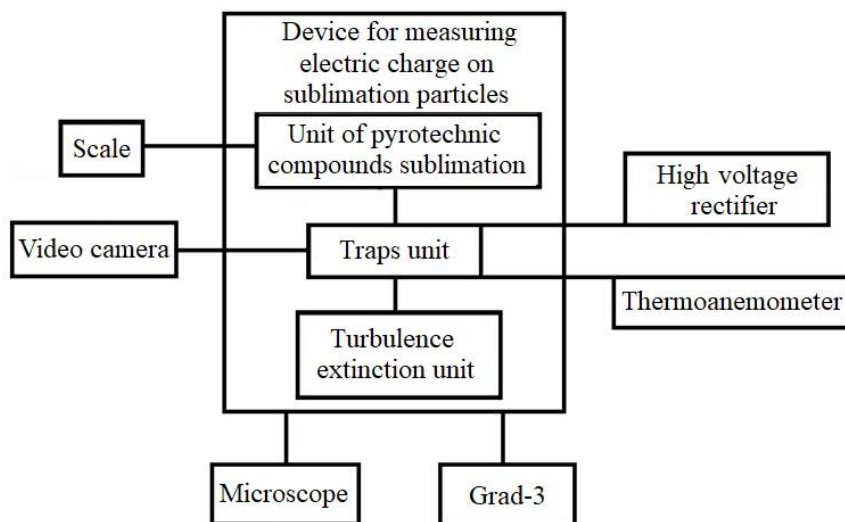 Device for measuring
electric charge on
sublimation particles
Scale
Unit of pyrotechnic
compounds sublimation
High voltage
rectifier
Video camera
Traps unit
Thermoanemometer
Turbulence
extinction unit
Microscope
Grad-3